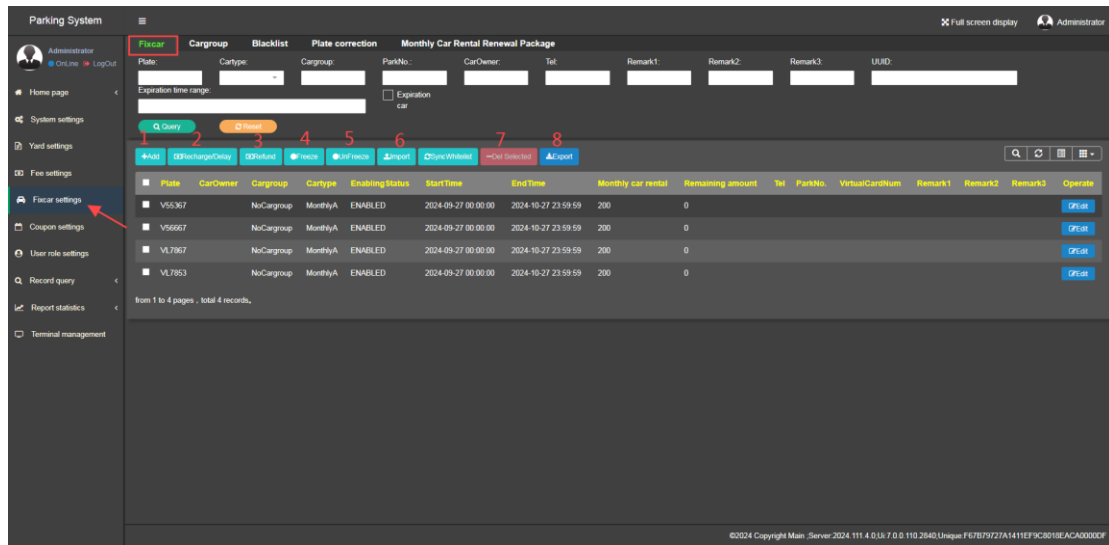 Parking System
Full screen display
Administrator
Administrator
OnLine LogOut
Home page
System settings
Yard settings
Fee settings
Fixcar settings
Coupon settings
User role settings
Record query
Report statistics
Terminal management
Fixcar Cargroup Blacklist Plate correction Monthly Car Rental Renewal Package
Plate: Cartype: Cargroup: ParkNo.: CarOwner: Tel: Remark1: Remark2: Remark3: UUID:
Expiration time range:
Expiration car
Query Reset
1 2 3 4 5 6 7 8
+Add Recharge/Delay Refund Freeze UnFreeze Import SyncWhitelist −Del Selected Export
Plate CarOwner Cargroup Cartype EnablingStatus StartTime EndTime Monthly car rental Remaining amount Tel ParkNo. VirtualCardNum Remark1 Remark2 Remark3 Operate
V55367 NoCargroup MonthlyA ENABLED 2024-09-27 00:00:00 2024-10-27 23:59:59 200 0 Edit
V56667 NoCargroup MonthlyA ENABLED 2024-09-27 00:00:00 2024-10-27 23:59:59 200 0 Edit
VL7867 NoCargroup MonthlyA ENABLED 2024-09-27 00:00:00 2024-10-27 23:59:59 200 0 Edit
VL7853 NoCargroup MonthlyA ENABLED 2024-09-27 00:00:00 2024-10-27 23:59:59 200 0 Edit
from 1 to 4 pages，total 4 records。
©2024 Copyright Main ;Server:2024.111.4.0;Ui:7.0.0.110.2840;Unique:F67B79727A1411EF9C8018EACA0000DF